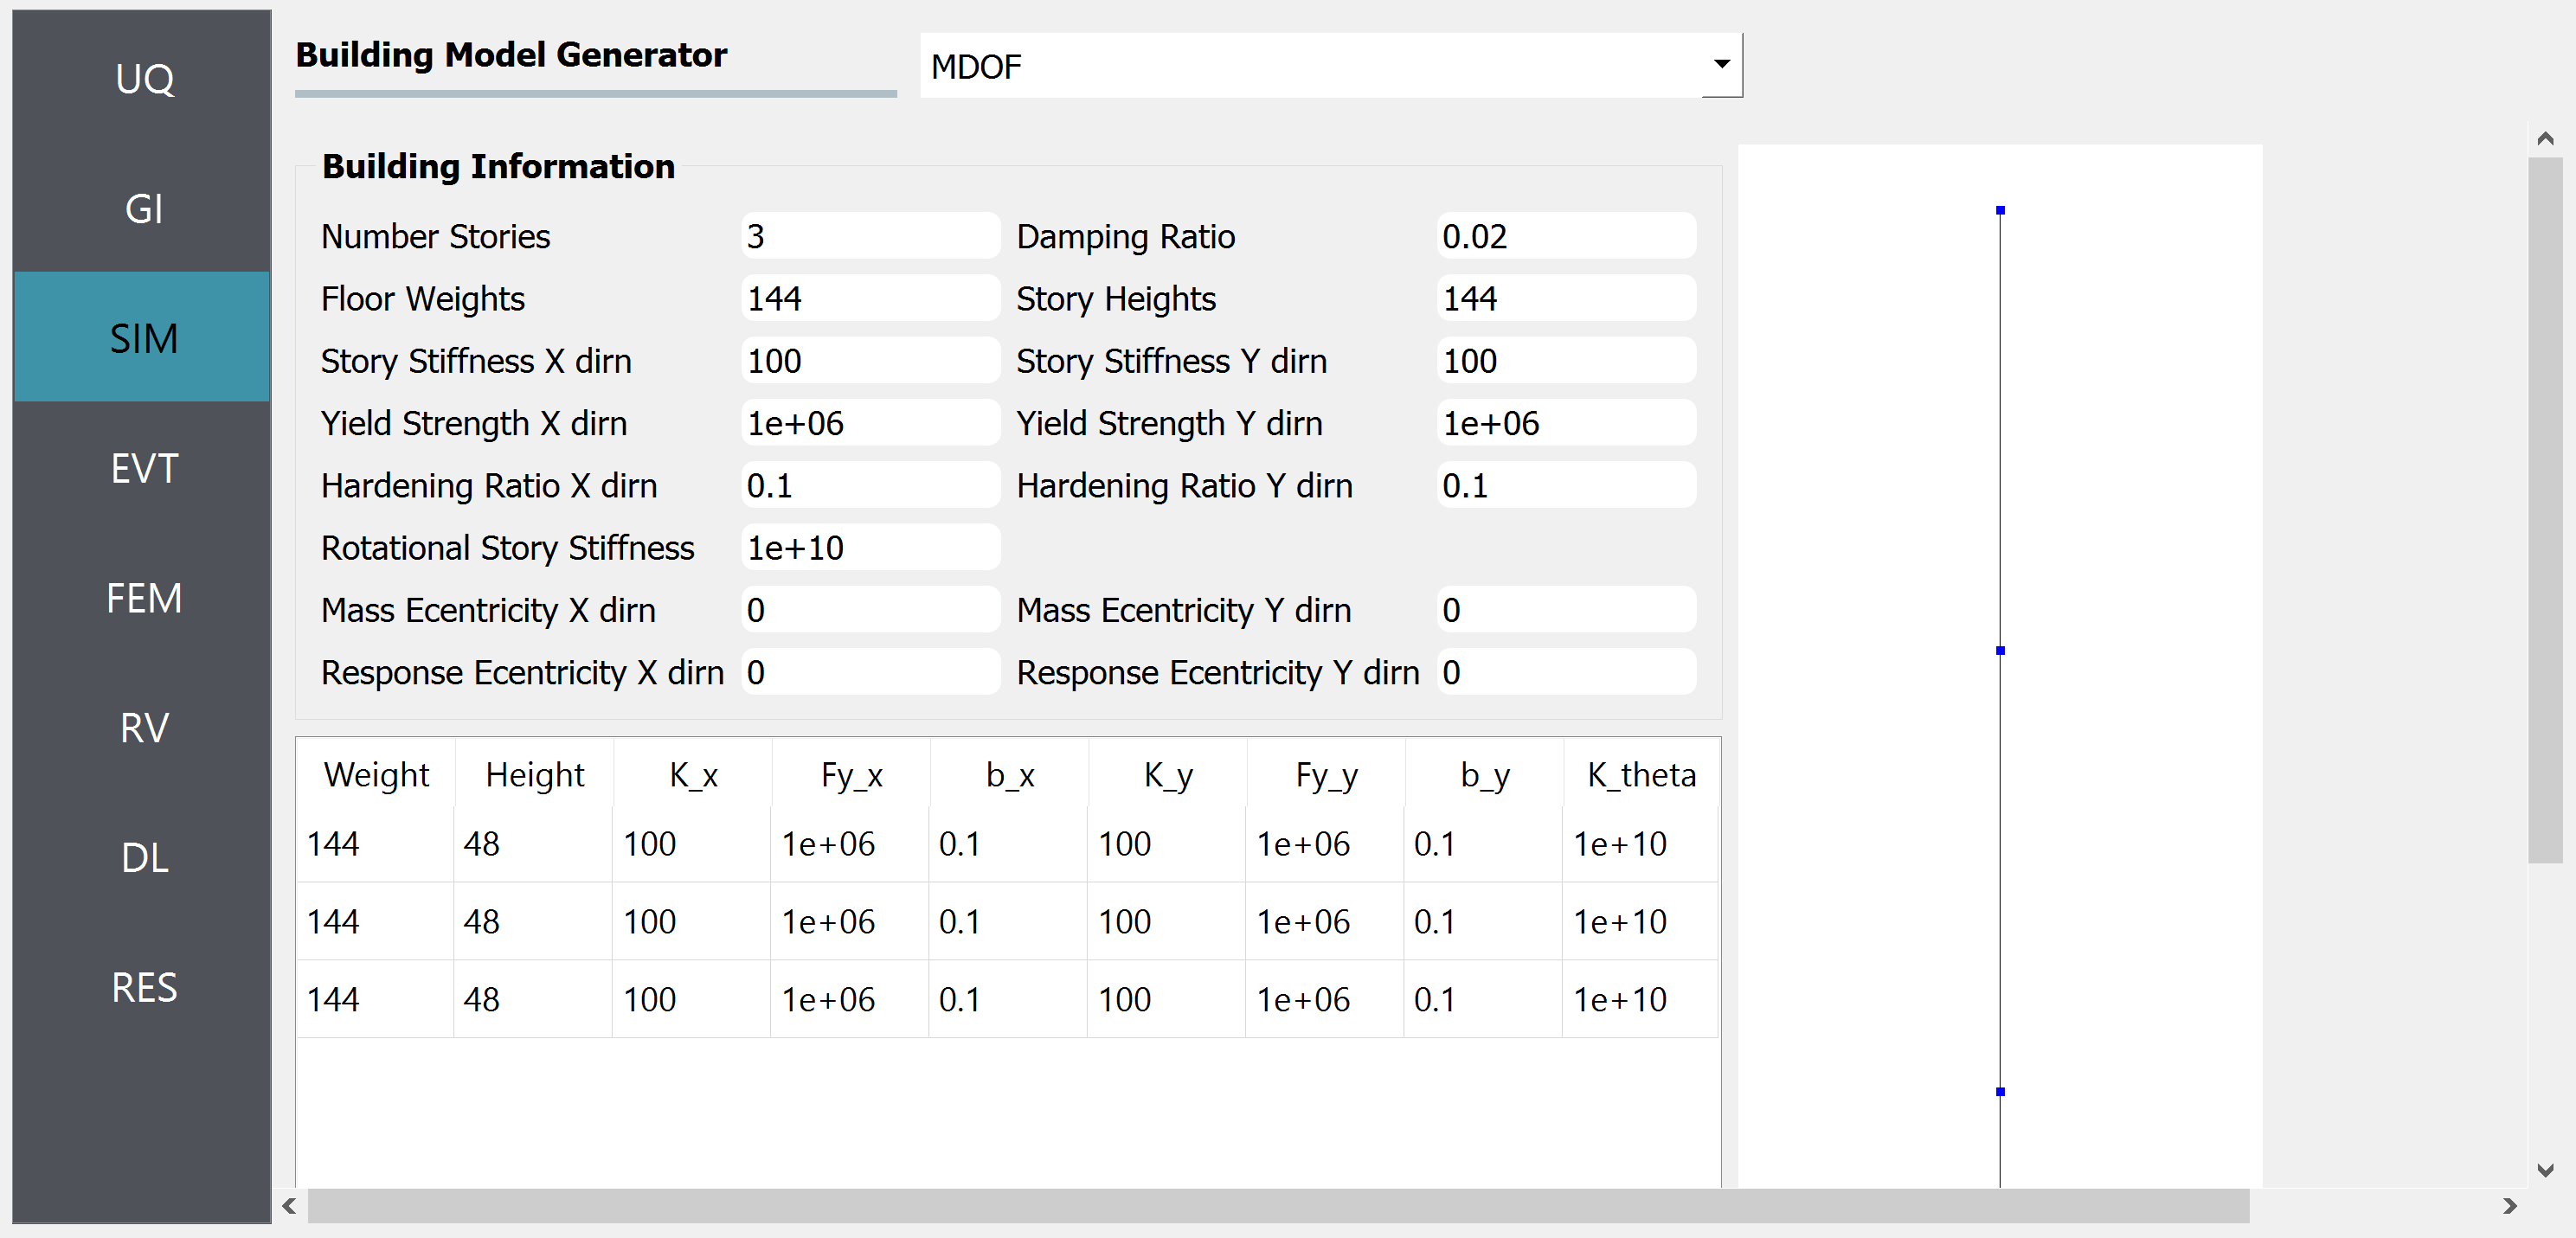 UQ
GI
SIM
EVT
FEM
RV
DL
RES
Building Model Generator
MDOF
Building Information
Number Stories 3 Damping Ratio 0.02
Floor Weights 144 Story Heights 144
Story Stiffness X dirn 100 Story Stiffness Y dirn 100
Yield Strength X dirn 1e+06 Yield Strength Y dirn 1e+06
Hardening Ratio X dirn 0.1 Hardening Ratio Y dirn 0.1
Rotational Story Stiffness 1e+10
Mass Ecentricity X dirn 0 Mass Ecentricity Y dirn 0
Response Ecentricity X dirn 0 Response Ecentricity Y dirn 0
Weight Height K_x Fy_x b_x K_y Fy_y b_y K_theta
144 48 100 1e+06 0.1 100 1e+06 0.1 1e+10
144 48 100 1e+06 0.1 100 1e+06 0.1 1e+10
144 48 100 1e+06 0.1 100 1e+06 0.1 1e+10